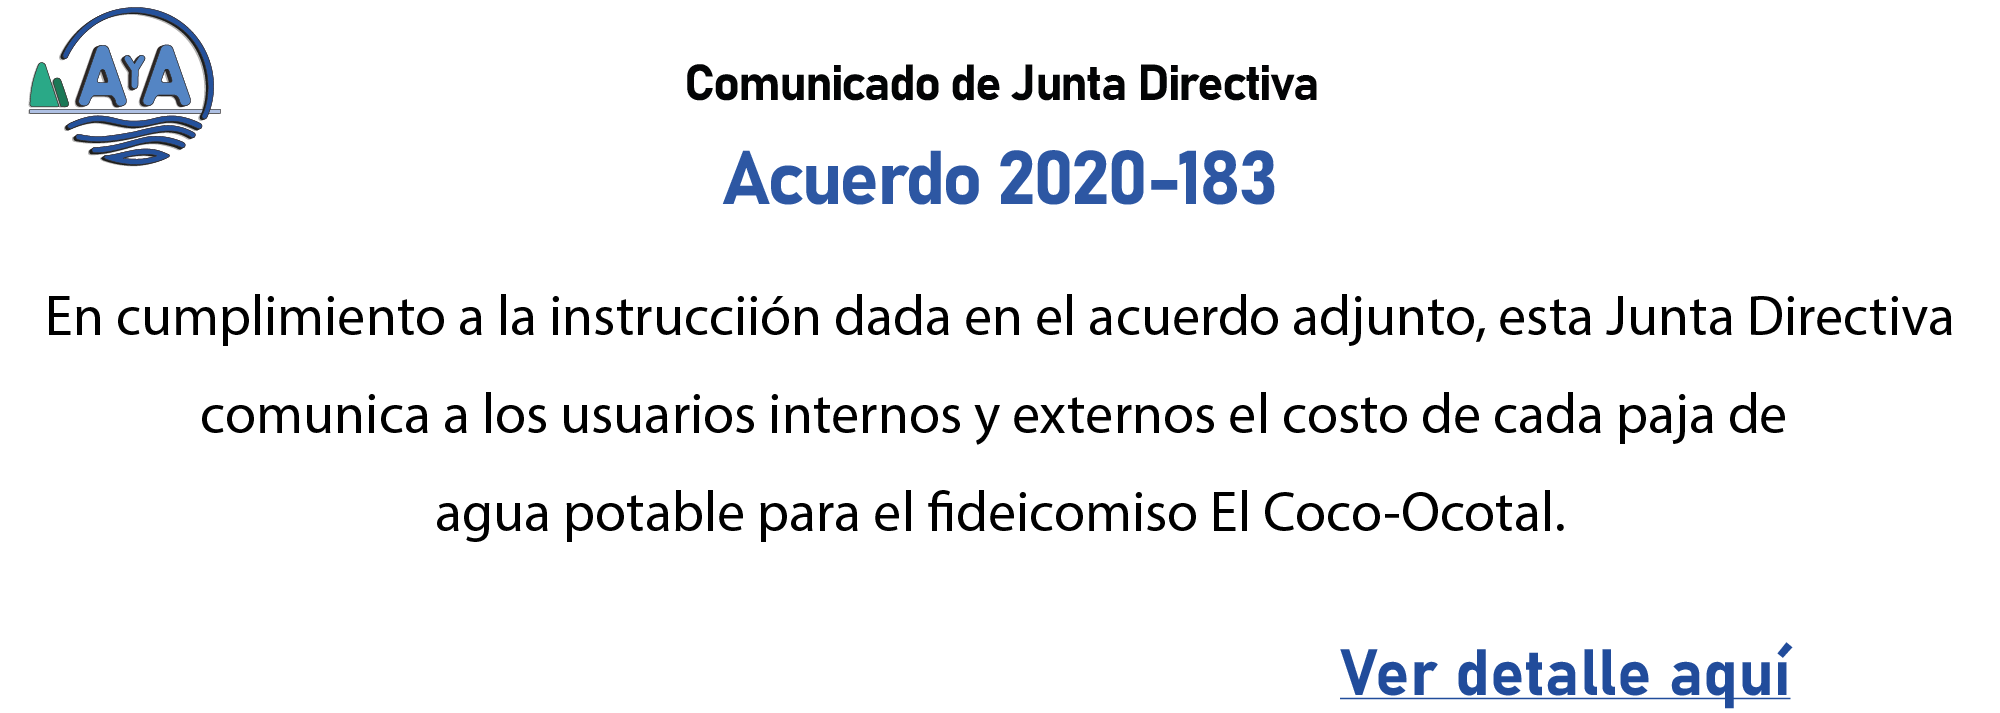 AYA
Comunicado de Junta Directiva
Acuerdo 2020-183
En cumplimiento a la instrucciión dada en el acuerdo adjunto, esta Junta Directiva
comunica a los usuarios internos y externos el costo de cada paja de
agua potable para el fideicomiso El Coco-Ocotal.
Ver detalle aquí